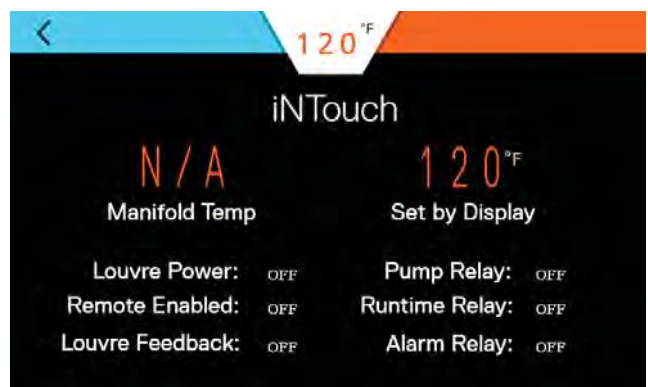 120°F
iNTouch
N/A 120°F
Manifold Temp Set by Display
Louvre Power: OFF Pump Relay: OFF
Remote Enabled: OFF Runtime Relay: OFF
Louvre Feedback: OFF Alarm Relay: OFF